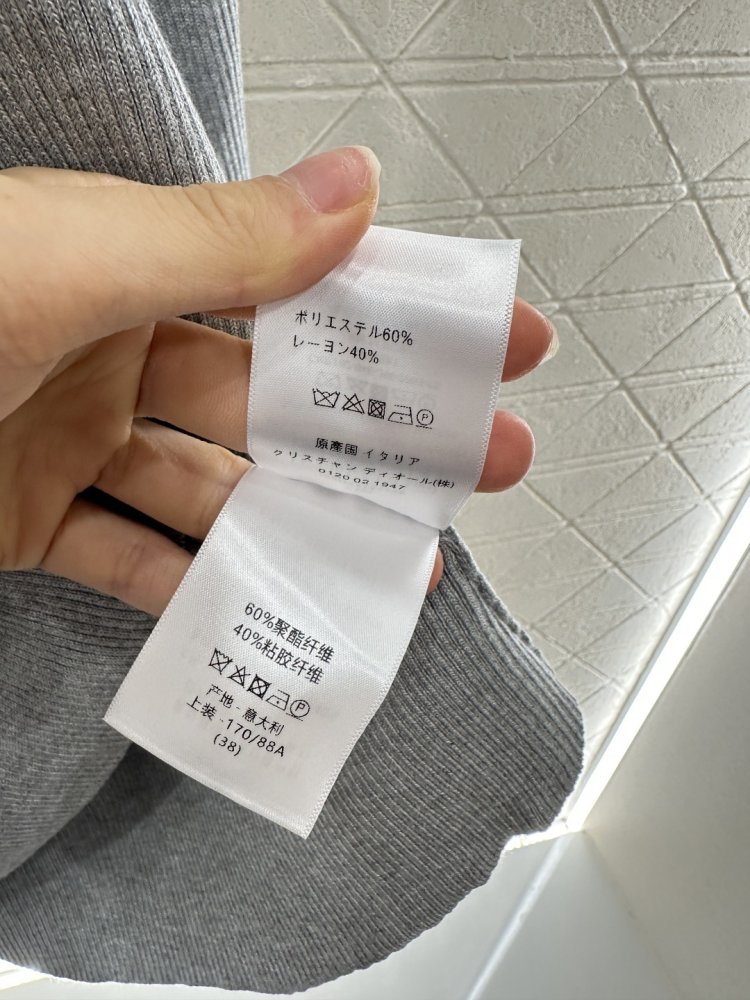 ポリエステル60%
レーヨン40%
P
原産国 イタリア
クリスチャン ディオール(株)
0120 02 1947
60%聚酯纤维
40%粘胶纤维
P
产地 - 意大利
上装 -170/88A
(38)